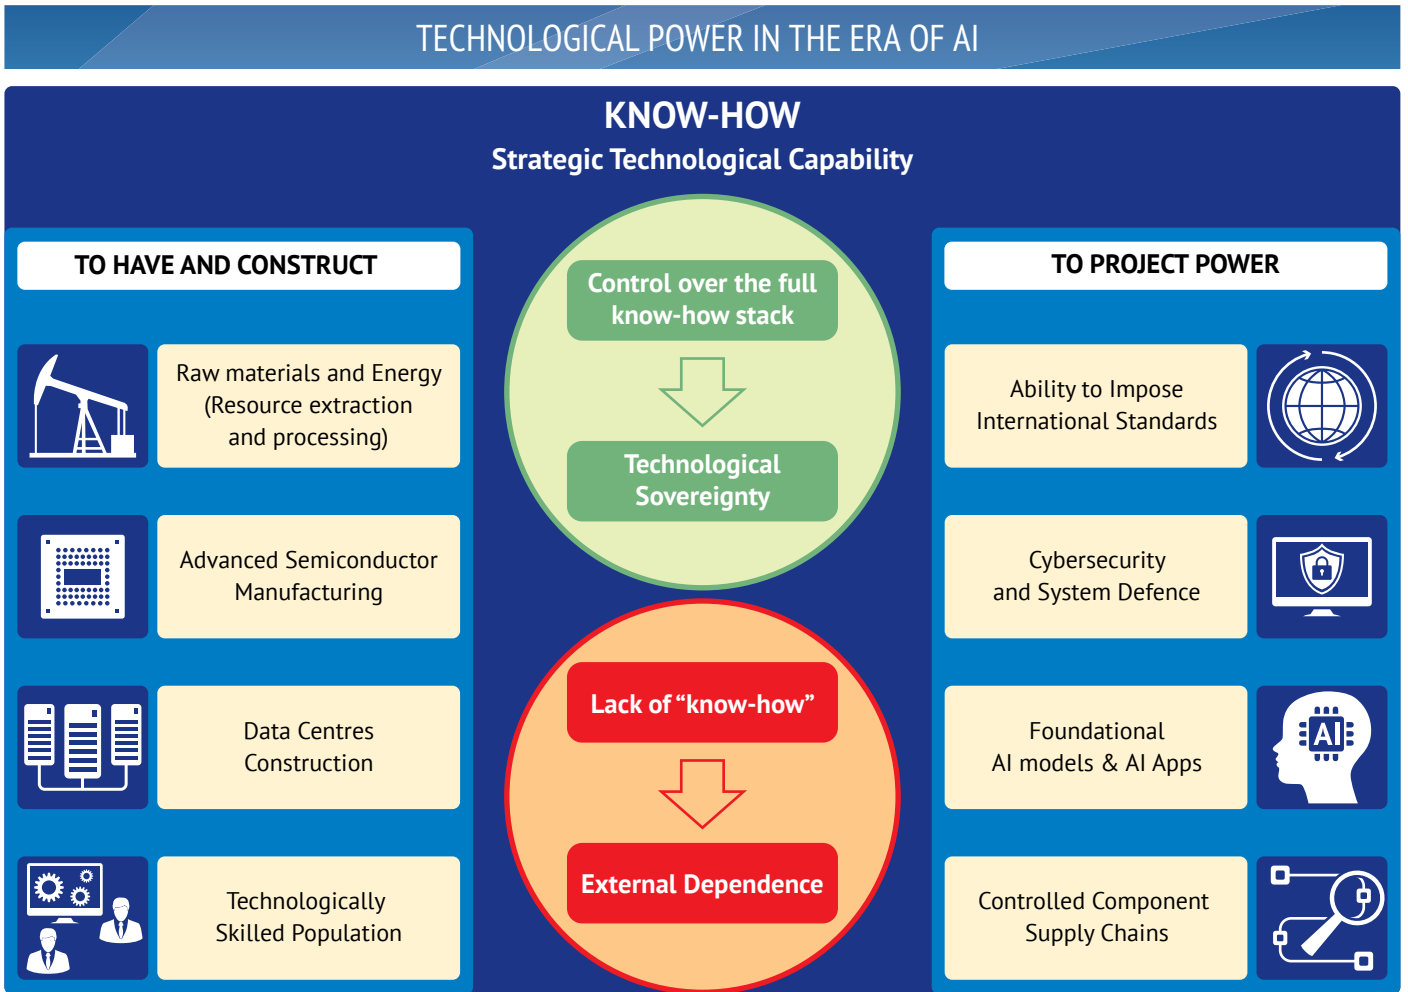 TECHNOLOGICAL POWER IN THE ERA OF AI
KNOW-HOW
Strategic Technological Capability
TO HAVE AND CONSTRUCT
Raw materials and Energy
(Resource extraction
and processing)
Advanced Semiconductor
Manufacturing
Data Centres
Construction
Technologically
Skilled Population
Control over the full
know-how stack
Technological
Sovereignty
Lack of “know-how”
External Dependence
TO PROJECT POWER
Ability to Impose
International Standards
Cybersecurity
and System Defence
Foundational
AI models & AI Apps
AI
Controlled Component
Supply Chains